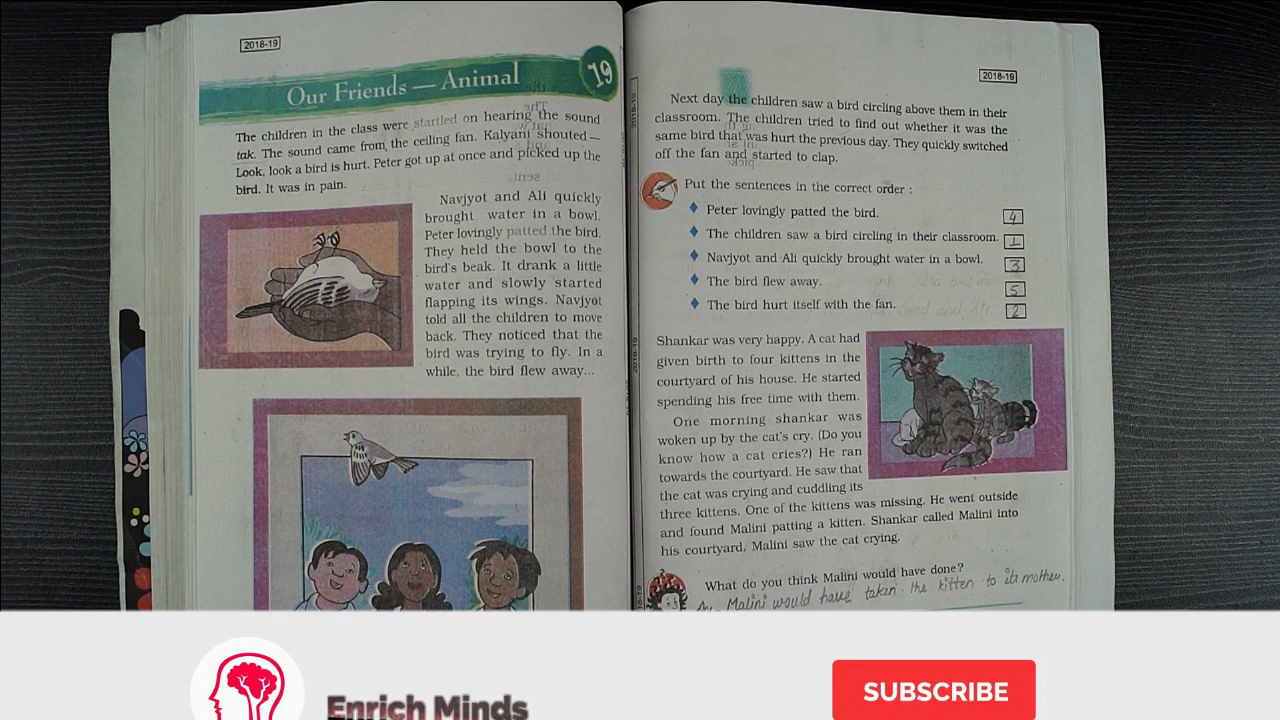 2018-19
Our Friends — Animal
19
The children in the class were startled on hearing the sound
tak. The sound came from the ceiling fan. Kalyani shouted—
Look, look a bird is hurt. Peter got up at once and picked up the
bird. It was in pain.
Navjyot and Ali quickly
brought water in a bowl.
Peter lovingly patted the bird.
They held the bowl to the
bird's beak. It drank a little
water and slowly started
flapping its wings. Navjyot
told all the children to move
back. They noticed that the
bird was trying to fly. In a
while, the bird flew away...
2018-19
Next day the children saw a bird circling above them in their
classroom. The children tried to find out whether it was the
same bird that was hurt the previous day. They quickly switched
off the fan and started to clap.
Put the sentences in the correct order :
Peter lovingly patted the bird. 4
The children saw a bird circling in their classroom. 1
Navjyot and Ali quickly brought water in a bowl. 3
The bird flew away. 5
The bird hurt itself with the fan. 2
Shankar was very happy. A cat had
given birth to four kittens in the
courtyard of his house. He started
spending his free time with them.
One morning shankar was
woken up by the cat's cry. (Do you
know how a cat cries?) He ran
towards the courtyard. He saw that
the cat was crying and cuddling its
three kittens. One of the kittens was missing. He went outside
and found Malini patting a kitten. Shankar called Malini into
his courtyard. Malini saw the cat crying.
What do you think Malini would have done?
Malini would have taken the kitten to its mother.
Enrich Minds
SUBSCRIBE